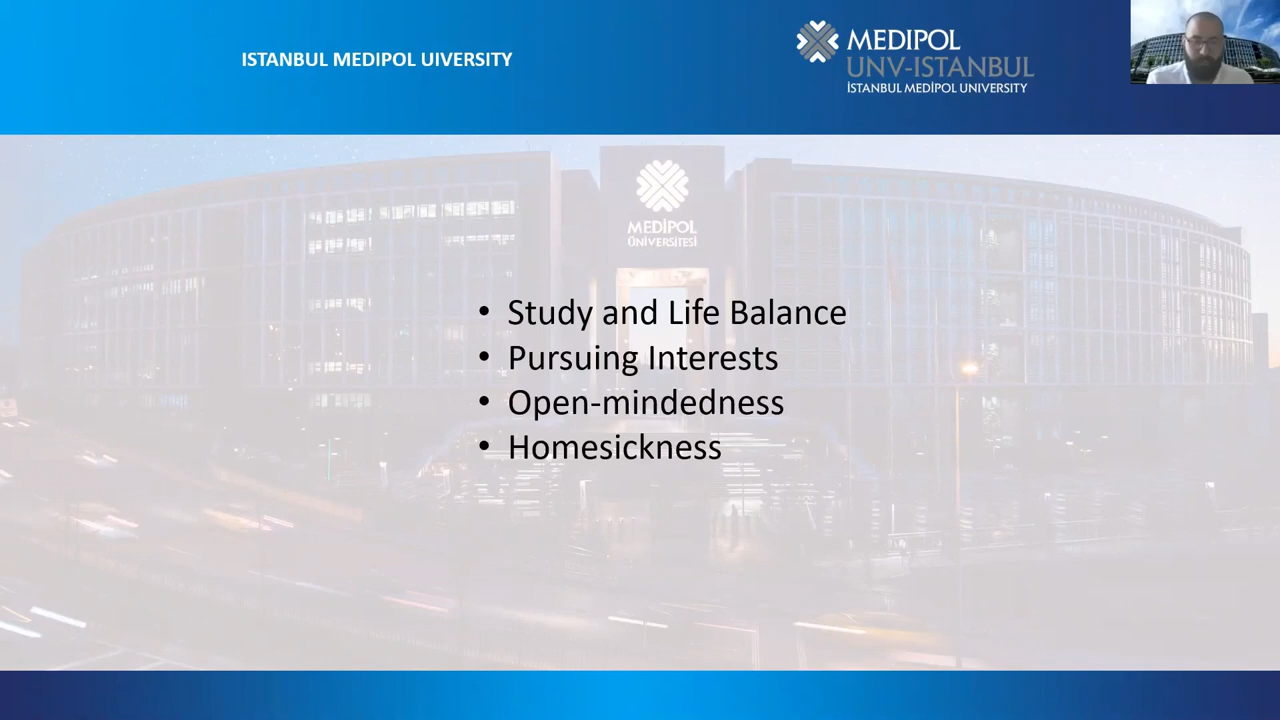 ISTANBUL MEDIPOL UIVERSITY
MEDIPOL
UNV-ISTANBUL
İSTANBUL MEDİPOL UNIVERSITY
MEDİPOL
ÜNİVERSİTESİ
• Study and Life Balance
• Pursuing Interests
• Open-mindedness
• Homesickness